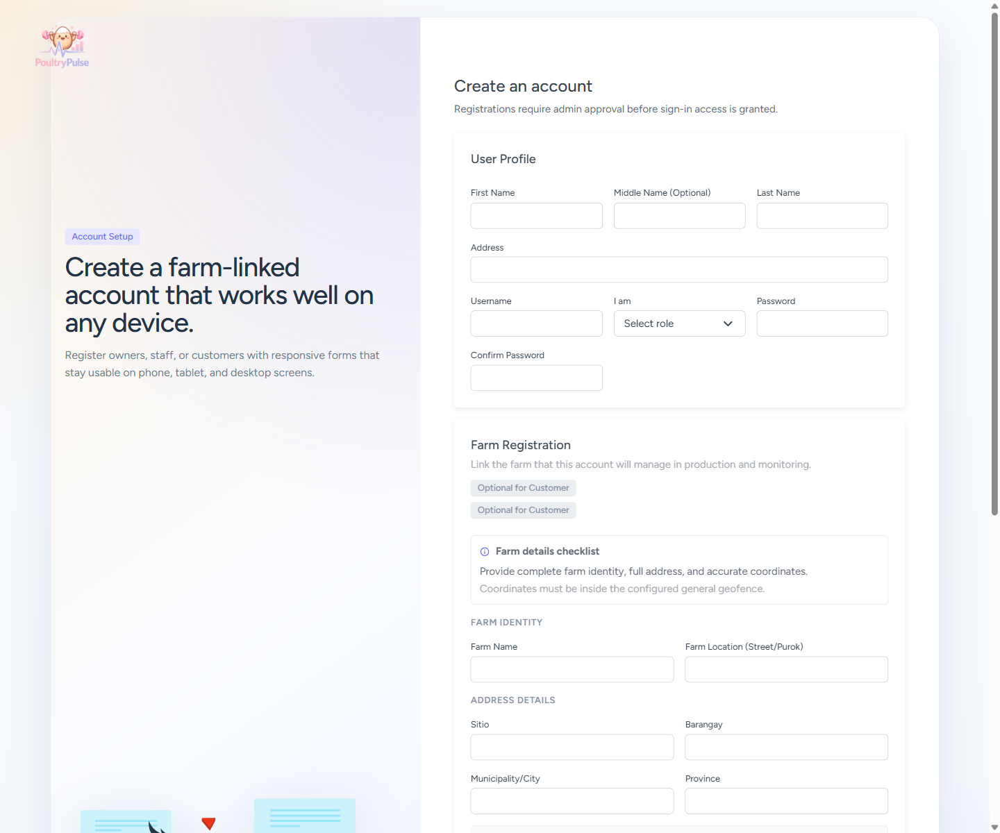 PoultryPulse
Account Setup
Create a farm-linked
account that works well on
any device.
Register owners, staff, or customers with responsive forms that
stay usable on phone, tablet, and desktop screens.
Create an account
Registrations require admin approval before sign-in access is granted.
User Profile
First Name
Middle Name (Optional)
Last Name
Address
Username
I am
Password
Select role
Confirm Password
Farm Registration
Link the farm that this account will manage in production and monitoring.
Optional for Customer
Optional for Customer
Farm details checklist
Provide complete farm identity, full address, and accurate coordinates.
Coordinates must be inside the configured general geofence.
FARM IDENTITY
Farm Name
Farm Location (Street/Purok)
ADDRESS DETAILS
Sitio
Barangay
Municipality/City
Province